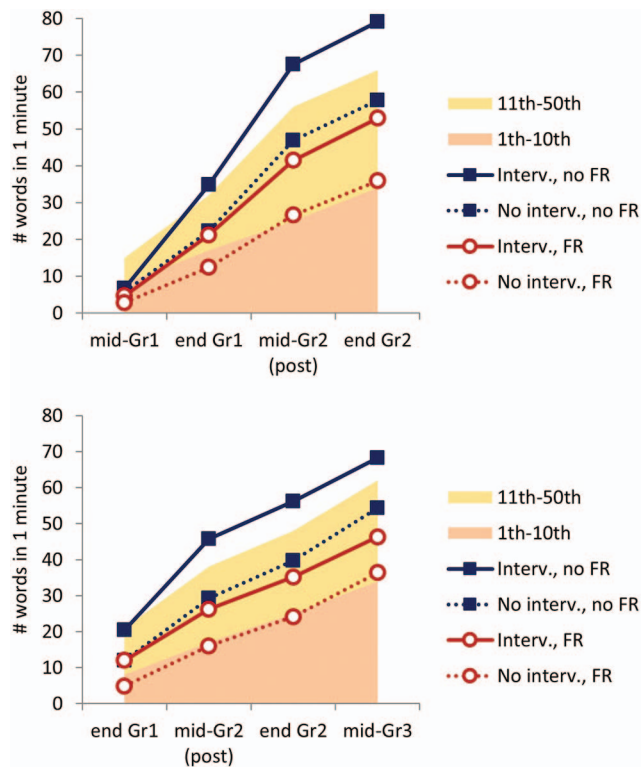 80
70
60
50
40
30
20
10
0
# words in 1 minute
mid-Gr1
end Gr1
mid-Gr2
(post)
end Gr2
11th-50th
1th-10th
Interv., no FR
No interv., no FR
Interv., FR
No interv., FR
80
70
60
50
40
30
20
10
0
# words in 1 minute
end Gr1
mid-Gr2
(post)
end Gr2
mid-Gr3
11th-50th
1th-10th
Interv., no FR
No interv., no FR
Interv., FR
No interv., FR